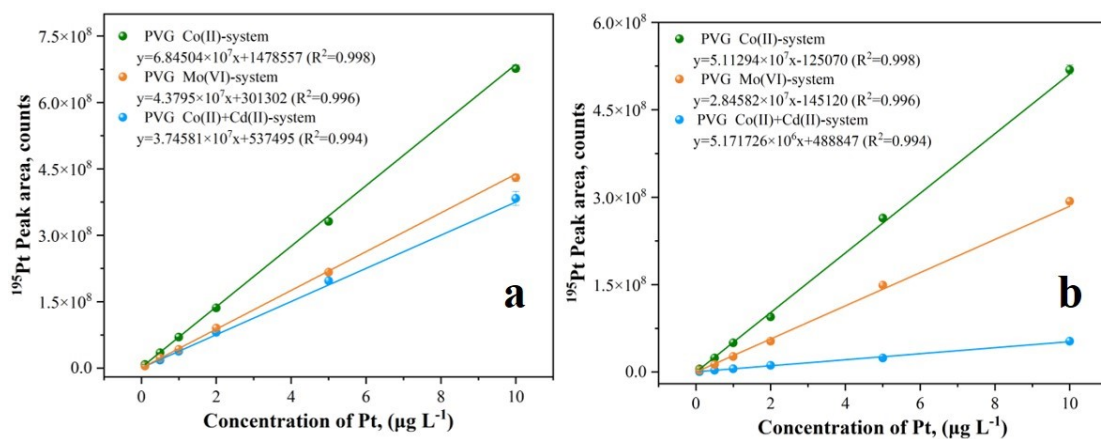 ¹⁹⁵Pt Peak area, counts
7.5×10⁸
6.0×10⁸
4.5×10⁸
3.0×10⁸
1.5×10⁸
0.0
PVG Co(II)-system
y=6.84504×10⁷x+1478557 (R²=0.998)
PVG Mo(VI)-system
y=4.3795×10⁷x+301302 (R²=0.996)
PVG Co(II)+Cd(II)-system
y=3.74581×10⁷x+537495 (R²=0.994)
a
0
2
4
6
8
10
Concentration of Pt, (µg L⁻¹)
¹⁹⁵Pt Peak area, counts
6.0×10⁸
4.5×10⁸
3.0×10⁸
1.5×10⁸
0.0
PVG Co(II)-system
y=5.11294×10⁷x-125070 (R²=0.998)
PVG Mo(VI)-system
y=2.84582×10⁷x-145120 (R²=0.996)
PVG Co(II)+Cd(II)-system
y=5.171726×10⁶x+488847 (R²=0.994)
b
0
2
4
6
8
10
Concentration of Pt, (µg L⁻¹)